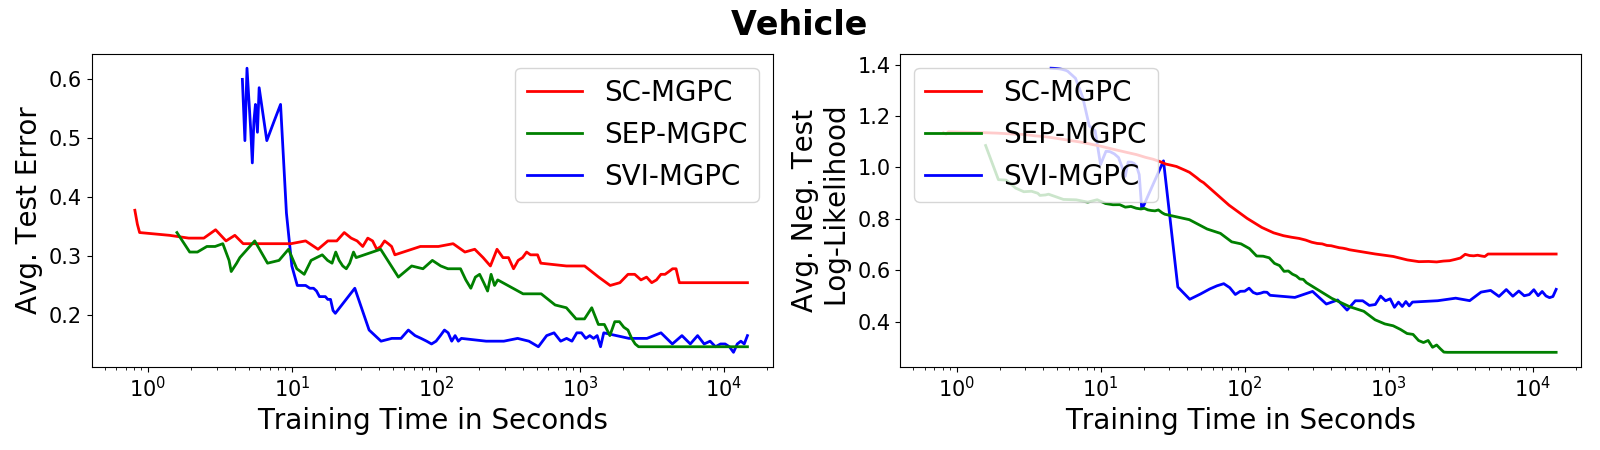 Vehicle
Avg. Test Error
0.6
0.5
0.4
0.3
0.2
SC-MGPC
SEP-MGPC
SVI-MGPC
10^0
10^1
10^2
10^3
10^4
Training Time in Seconds
Avg. Neg. Test
Log-Likelihood
1.4
1.2
1.0
0.8
0.6
0.4
SC-MGPC
SEP-MGPC
SVI-MGPC
10^0
10^1
10^2
10^3
10^4
Training Time in Seconds